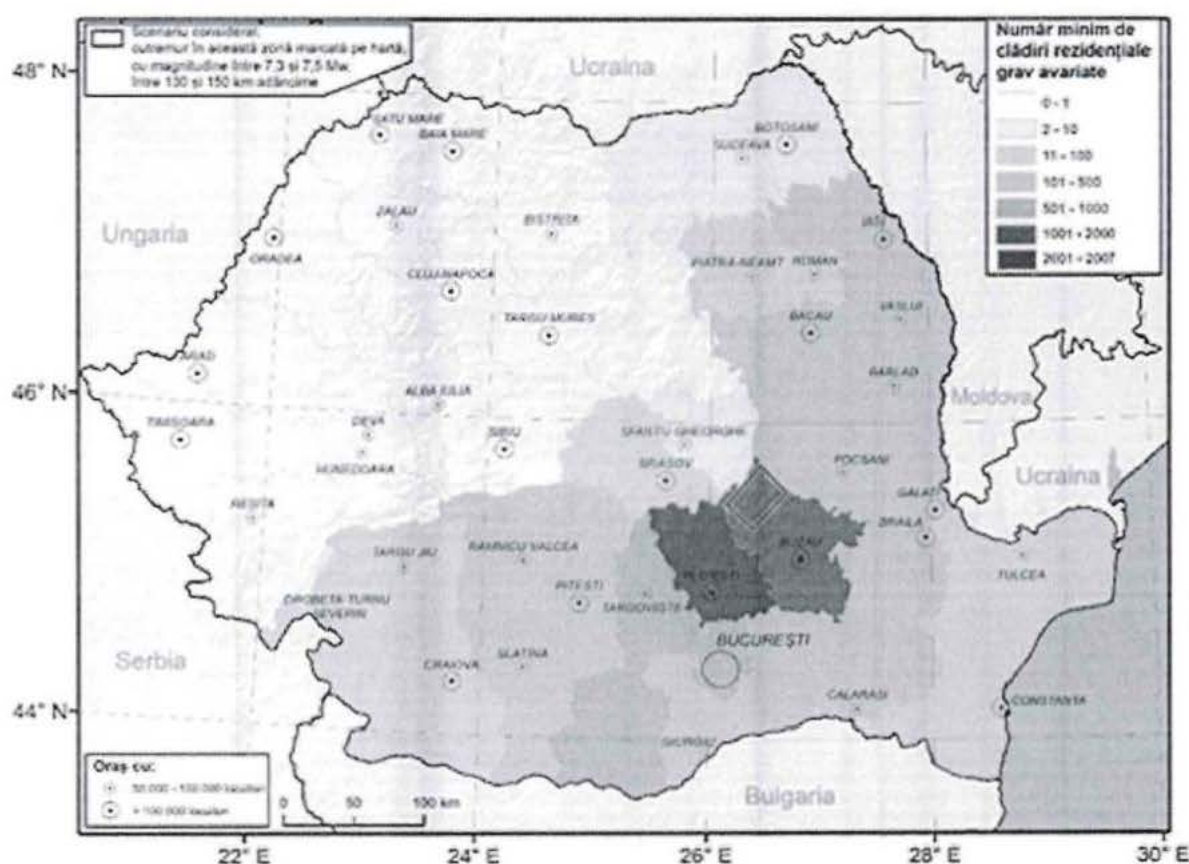 Scenariu considerat:
cutremur în această zonă marcată pe hartă,
cu magnitudine între 7,3 și 7,5 Mw,
între 130 și 150 km adâncime
Număr minim de
clădiri rezidențiale
grav avariate
0 - 1
2 - 10
11 - 100
101 - 500
501 - 1000
1001 - 2000
2001 - 2007
48° N
46° N
44° N
Ucraina
Ungaria
Moldova
Ucraina
Serbia
Bulgaria
SATU MARE
BAIA MARE
BOTOSANI
SUCEAVA
ZALAU
BISTRITA
IASI
ORADEA
PIATRA-NEAMT
ROMAN
CLUJ-NAPOCA
TARGU MURES
BACAU
VASLUI
ARAD
BARLAD
ALBA IULIA
TIMISOARA
DEVA
SIBIU
SFANTU GHEORGHE
HUNEDOARA
BRASOV
FOCSANI
RESITA
GALATI
BRAILA
TARGU JIU
RAMNICU VALCEA
BUZAU
PLOIESTI
TULCEA
PITESTI
TARGOVISTE
DROBETA-TURNU
SEVERIN
BUCUREȘTI
CRAIOVA
SLATINA
CALARASI
CONSTANTA
GIURGIU
Oraș cu:
50 000 - 100 000 locuitori
> 100 000 locuitori
0 50 100 km
22° E 24° E 26° E 28° E 30° E